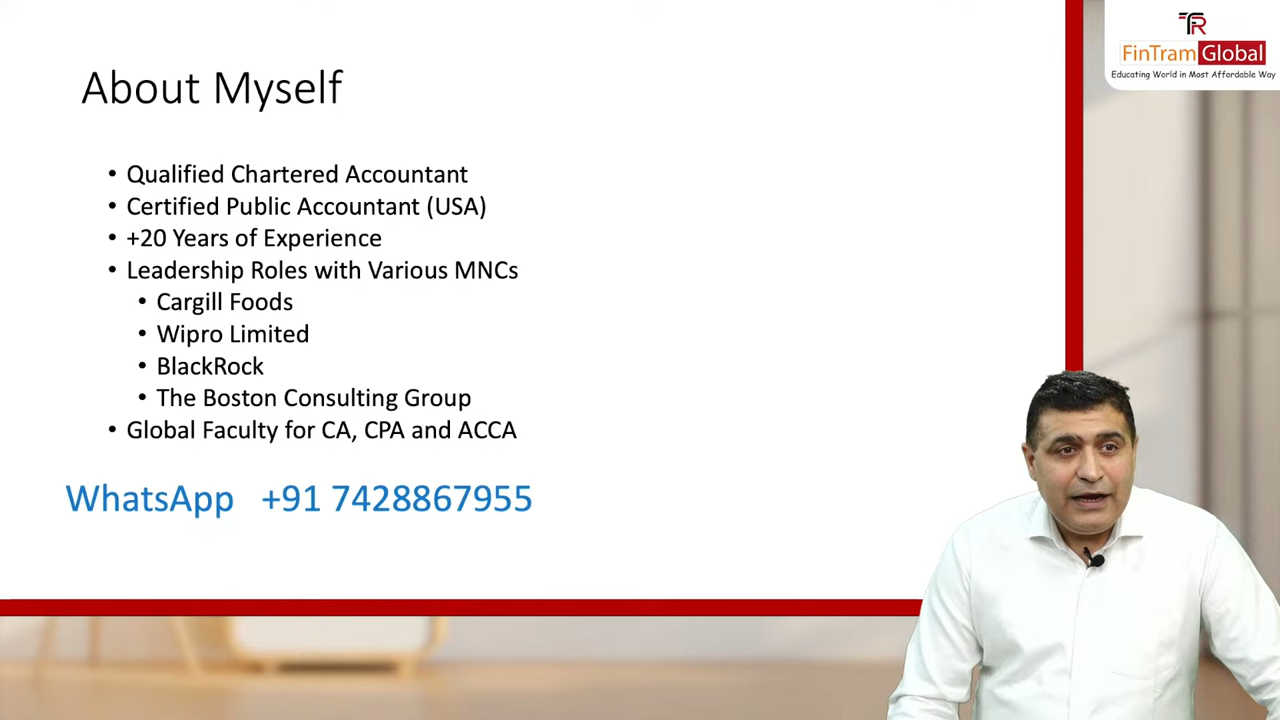 About Myself
• Qualified Chartered Accountant
• Certified Public Accountant (USA)
• +20 Years of Experience
• Leadership Roles with Various MNCs
• Cargill Foods
• Wipro Limited
• BlackRock
• The Boston Consulting Group
• Global Faculty for CA, CPA and ACCA
WhatsApp +91 7428867955
FinTram Global
Educating World in Most Affordable Way